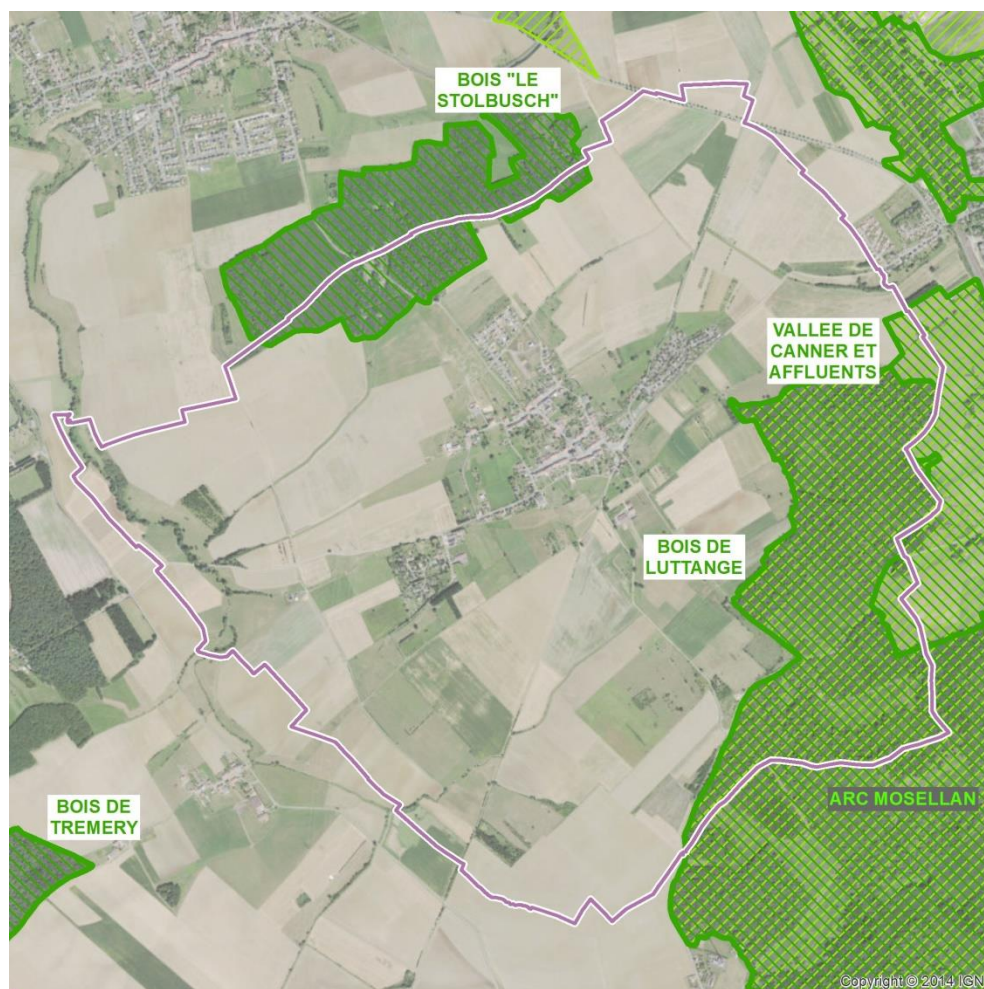 BOIS "LE
STOLBUSCH"
VALLEE DE
CANNER ET
AFFLUENTS
BOIS DE
LUTTANGE
BOIS DE
TREMERY
ARC MOSELLAN
Copyright © 2014 IGN